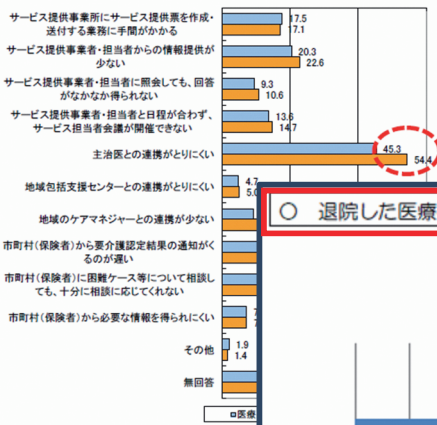 サービス提供事業所にサービス提供票を作成・
送付する業務に手間がかかる
17.5
17.1
サービス提供事業者・担当者からの情報提供が
少ない
20.3
22.6
サービス提供事業者・担当者に照会しても、回答
がなかなか得られない
9.3
10.6
サービス提供事業者・担当者と日程が合わず、
サービス担当者会議が開催できない
13.6
14.7
主治医との連携がとりにくい
45.3
54.4
地域包括支援センターとの連携がとりにくい
4.7
5.0
○ 退院した医療
地域のケアマネジャーとの連携が少ない
市町村（保険者）から要介護認定結果の通知がく
るのが遅い
市町村（保険者）に困難ケース等について相談し
ても、十分に相談に応じてくれない
市町村（保険者）から必要な情報を得られにくい
7
7
その他
1.9
1.4
無回答
医療